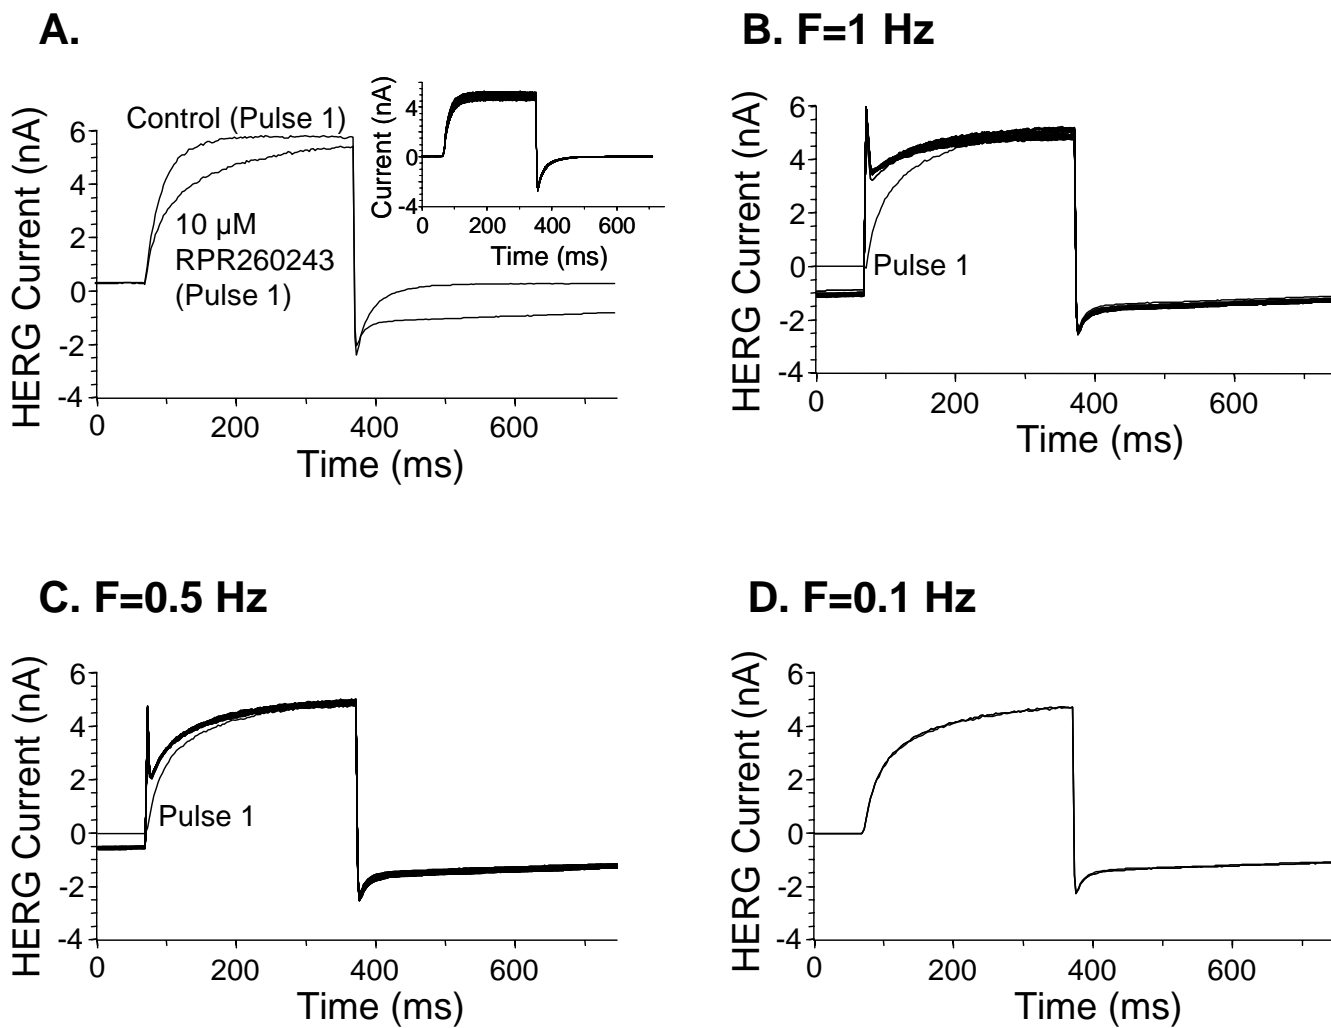 A.
Control (Pulse 1)
10 µM
RPR260243
(Pulse 1)
HERG Current (nA)
6
4
2
0
-2
-4
0
200
400
600
Time (ms)
Current (nA)
4
0
-4
0
200
400
600
Time (ms)
B. F=1 Hz
HERG Current (nA)
6
4
2
0
-2
-4
Pulse 1
0
200
400
600
Time (ms)
C. F=0.5 Hz
HERG Current (nA)
6
4
2
0
-2
-4
Pulse 1
0
200
400
600
Time (ms)
D. F=0.1 Hz
HERG Current (nA)
6
4
2
0
-2
-4
0
200
400
600
Time (ms)